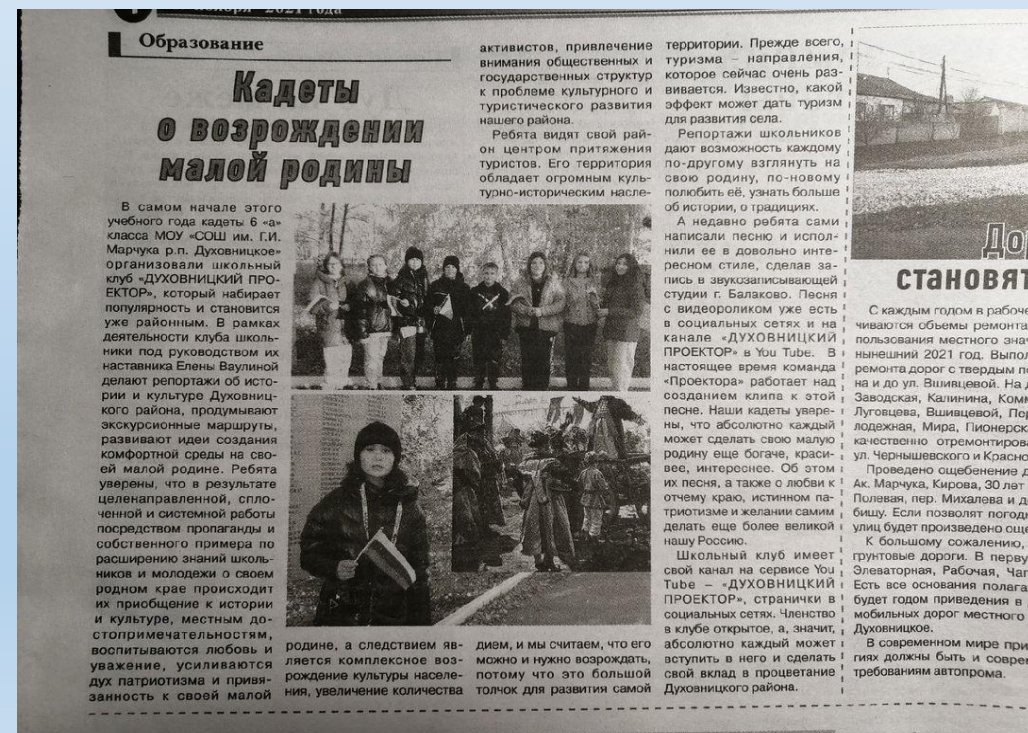 2021 года
Образование
Кадеты
о возрождении
малой родины
В самом начале этого
учебного года кадеты 6 «а»
класса МОУ «СОШ им. Г.И.
Марчука р.п. Духовницкое»
организовали школьный
клуб «ДУХОВНИЦКИЙ ПРО-
ЕКТОР», который набирает
популярность и становится
уже районным. В рамках
деятельности клуба школь-
ники под руководством их
наставника Елены Ваулиной
делают репортажи об исто-
рии и культуре Духовниц-
кого района, продумывают
экскурсионные маршруты,
развивают идеи создания
комфортной среды на сво-
ей малой родине. Ребята
уверены, что в результате
целенаправленной, спло-
ченной и системной работы
посредством пропаганды и
собственного примера по
расширению знаний школь-
ников и молодежи о своем
родном крае происходит
их приобщение к истории
и культуре, местным до-
стопримечательностям,
воспитываются любовь и
уважение, усиливаются
дух патриотизма и привя-
занность к своей малой
родине, а следствием яв-
ляется комплексное воз-
рождение культуры населе-
ния, увеличение количества
активистов, привлечение
внимания общественных и
государственных структур
к проблеме культурного и
туристического развития
нашего района.
Ребята видят свой рай-
он центром притяжения
туристов. Его территория
обладает огромным куль-
турно-историческим насле-
дием, и мы считаем, что его
можно и нужно возрождать,
потому что это большой
толчок для развития самой
территории. Прежде всего,
туризма – направления,
которое сейчас очень раз-
вивается. Известно, какой
эффект может дать туризм
для развития села.
Репортажи школьников
дают возможность каждому
по-другому взглянуть на
свою родину, по-новому
полюбить её, узнать больше
об истории, о традициях.
А недавно ребята сами
написали песню и испол-
нили ее в довольно инте-
ресном стиле, сделав за-
пись в звукозаписывающей
студии г. Балаково. Песня
с видеороликом уже есть
в социальных сетях и на
канале «ДУХОВНИЦКИЙ
ПРОЕКТОР» в You Tube. В
настоящее время команда
«Проектора» работает над
созданием клипа к этой
песне. Наши кадеты увере-
ны, что абсолютно каждый
может сделать свою малую
родину еще богаче, краси-
вее, интереснее. Об этом
их песня, а также о любви к
отчему краю, истинном па-
триотизме и желании самим
делать еще более великой
нашу Россию.
Школьный клуб имеет
свой канал на сервисе You
Tube – «ДУХОВНИЦКИЙ
ПРОЕКТОР», странички в
социальных сетях. Членство
в клубе открытое, а, значит,
абсолютно каждый может
вступить в него и сделать
свой вклад в процветание
Духовницкого района.
До
становят
С каждым годом в рабоче
чиваются объемы ремонта
пользования местного знач
нынешний 2021 год. Выпол
ремонта дорог с твердым по
на и до ул. Вшивцевой. На д
Заводская, Калинина, Комм
Луговцева, Вшивцевой, Пер
лодежная, Мира, Пионерска
качественно отремонтирова
ул. Чернышевского и Красно
Проведено щебенение д
Ак. Марчука, Кирова, 30 лет
Полевая, пер. Михалева и д
бищу. Если позволят погодн
улиц будет произведено още
К большому сожалению,
грунтовые дороги. В перву
Элеваторная, Рабочая, Чап
Есть все основания полага
будет годом приведения в
мобильных дорог местного
Духовницкое.
В современном мире при
гиях должны быть и соврем
требованиям автопрома.